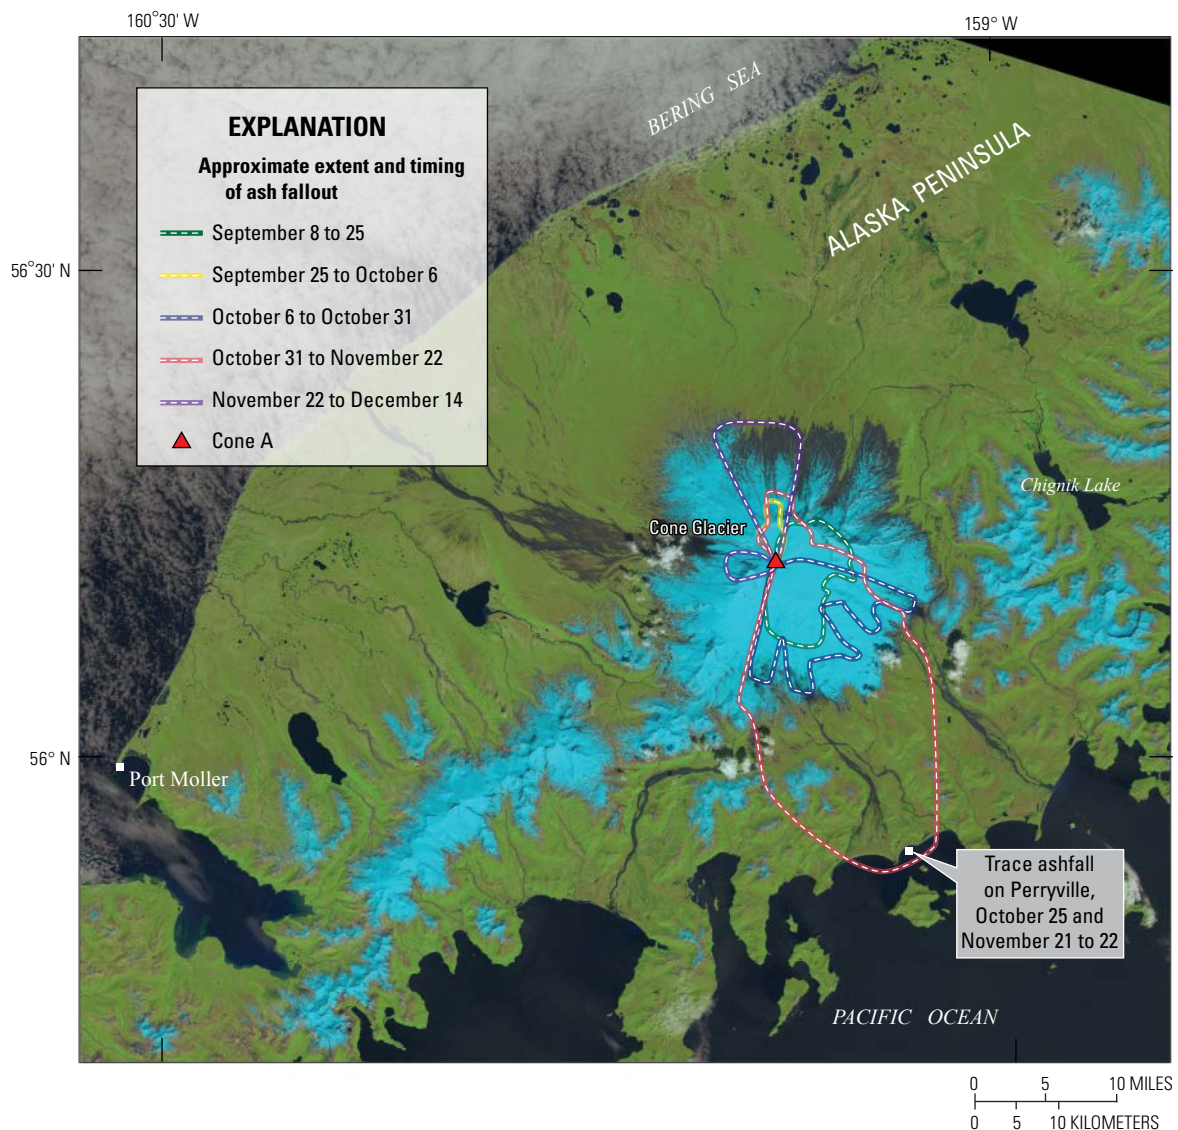 160°30' W
159° W
BERING SEA
ALASKA PENINSULA
EXPLANATION
Approximate extent and timing
of ash fallout
September 8 to 25
September 25 to October 6
October 6 to October 31
October 31 to November 22
November 22 to December 14
Cone A
56°30' N
Chignik Lake
Cone Glacier
56° N
Port Moller
Trace ashfall
on Perryville,
October 25 and
November 21 to 22
PACIFIC OCEAN
0 5 10 MILES
0 5 10 KILOMETERS